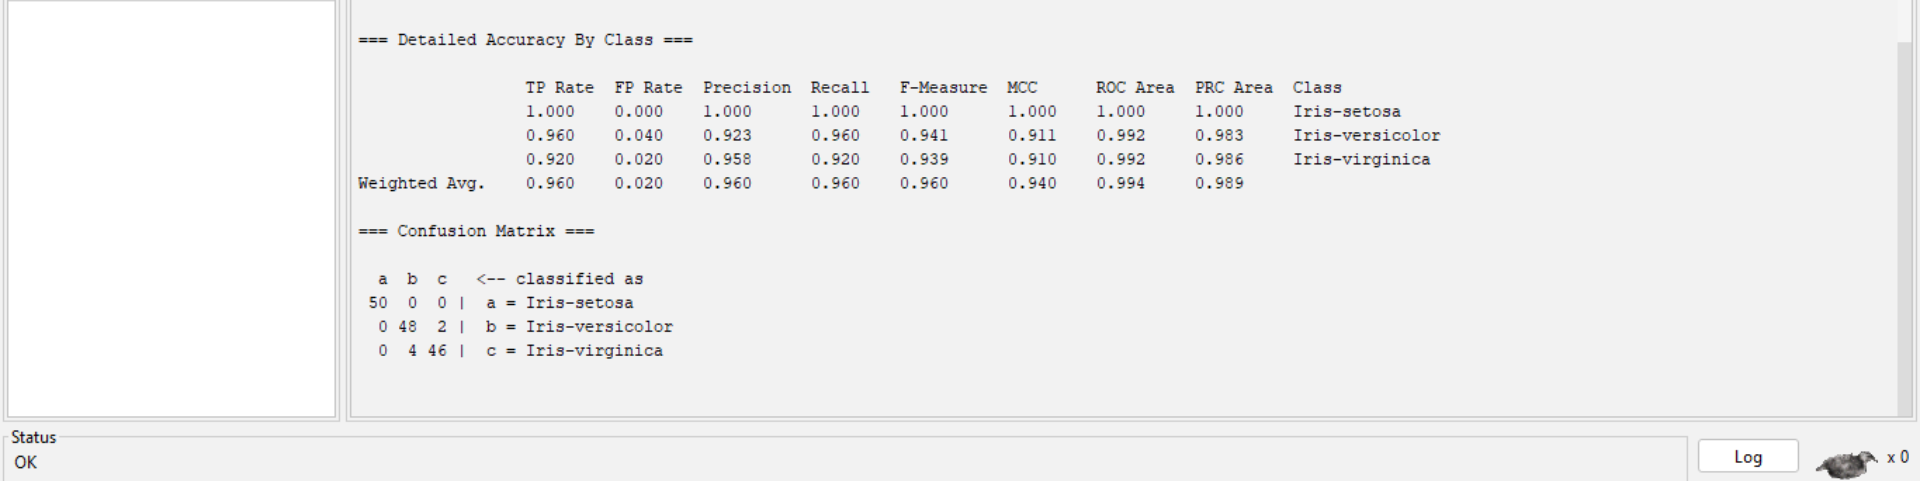 === Detailed Accuracy By Class ===
TP Rate FP Rate Precision Recall F-Measure MCC ROC Area PRC Area Class
1.000 0.000 1.000 1.000 1.000 1.000 1.000 1.000 Iris-setosa
0.960 0.040 0.923 0.960 0.941 0.911 0.992 0.983 Iris-versicolor
0.920 0.020 0.958 0.920 0.939 0.910 0.992 0.986 Iris-virginica
Weighted Avg. 0.960 0.020 0.960 0.960 0.960 0.940 0.994 0.989
=== Confusion Matrix ===
a b c <-- classified as
50 0 0 | a = Iris-setosa
0 48 2 | b = Iris-versicolor
0 4 46 | c = Iris-virginica
Status
OK
Log
x 0